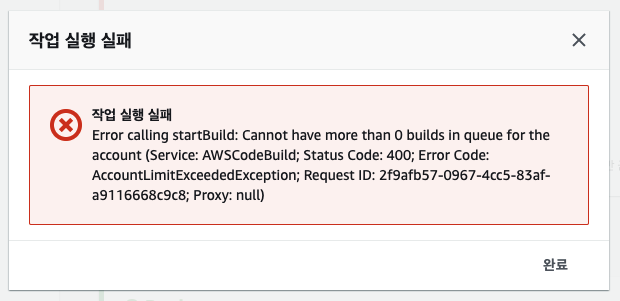 작업 실행 실패
작업 실행 실패
Error calling startBuild: Cannot have more than 0 builds in queue for the
account (Service: AWSCodeBuild; Status Code: 400; Error Code:
AccountLimitExceededException; Request ID: 2f9afb57-0967-4cc5-83af-
a9116668c9c8; Proxy: null)
완료